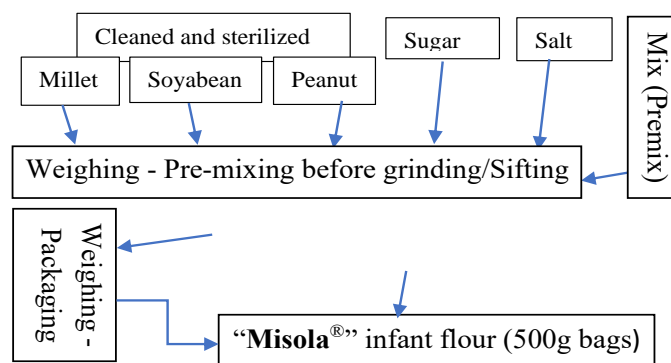 Cleaned and sterilized
Sugar
Salt
Millet
Soyabean
Peanut
Mix (Premix)
Weighing - Pre-mixing before grinding/Sifting
Weighing -
Packaging
“Misola®” infant flour (500g bags)